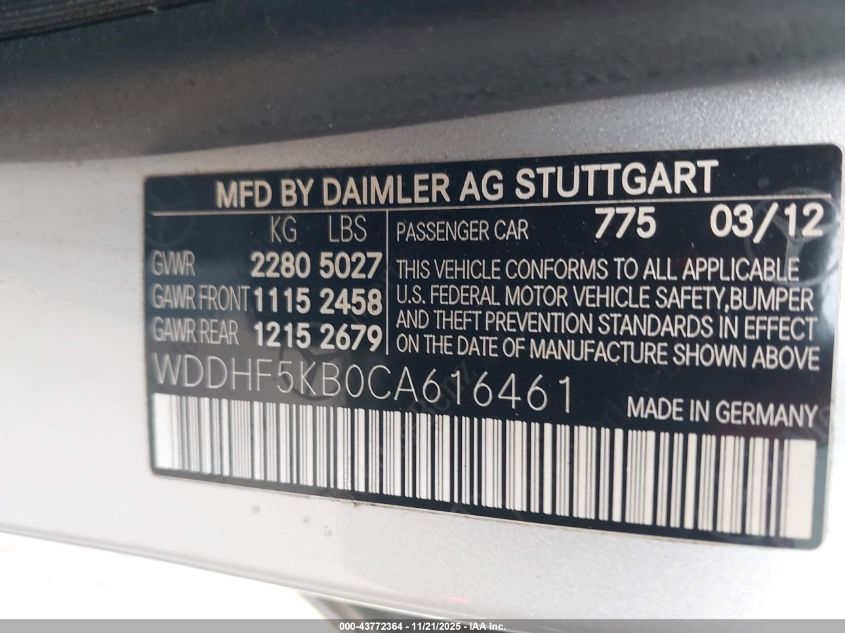 MFD BY DAIMLER AG STUTTGART
KG LBS
GVWR 2280 5027
GAWR FRONT 1115 2458
GAWR REAR 1215 2679
PASSENGER CAR 775 03/12
THIS VEHICLE CONFORMS TO ALL APPLICABLE
U.S. FEDERAL MOTOR VEHICLE SAFETY, BUMPER
AND THEFT PREVENTION STANDARDS IN EFFECT
ON THE DATE OF MANUFACTURE SHOWN ABOVE
WDDHF5KB0CA616461
MADE IN GERMANY
000-43772364 - 11/21/2025 - IAA Inc.